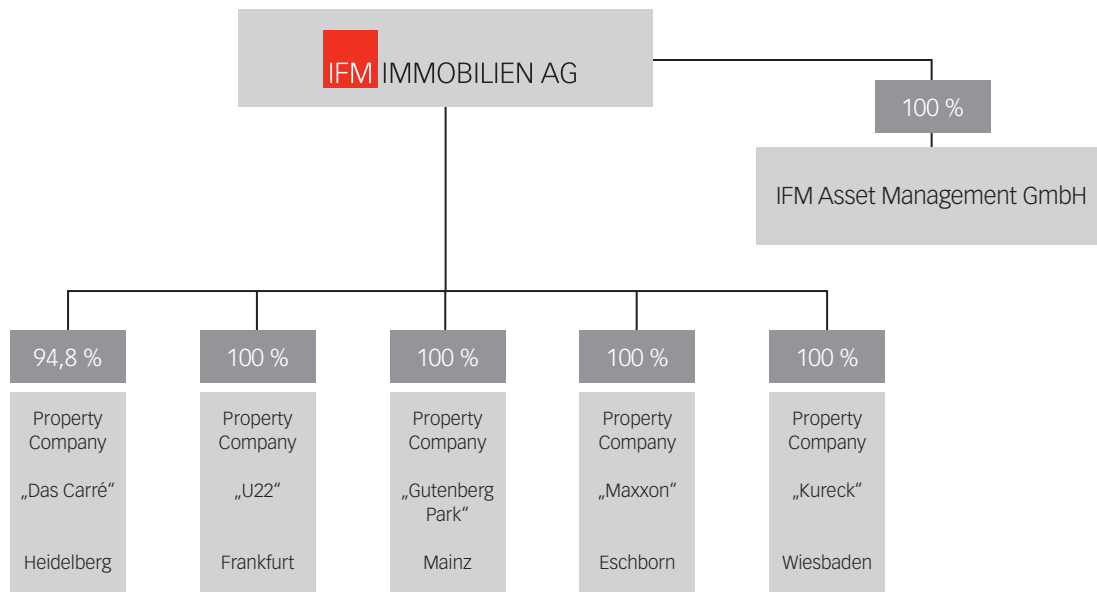 IFM IMMOBILIEN AG
100 %
IFM Asset Management GmbH
94,8 %
Property
Company
„Das Carré“
Heidelberg
100 %
Property
Company
„U22“
Frankfurt
100 %
Property
Company
„Gutenberg
Park“
Mainz
100 %
Property
Company
„Maxxon“
Eschborn
100 %
Property
Company
„Kureck“
Wiesbaden